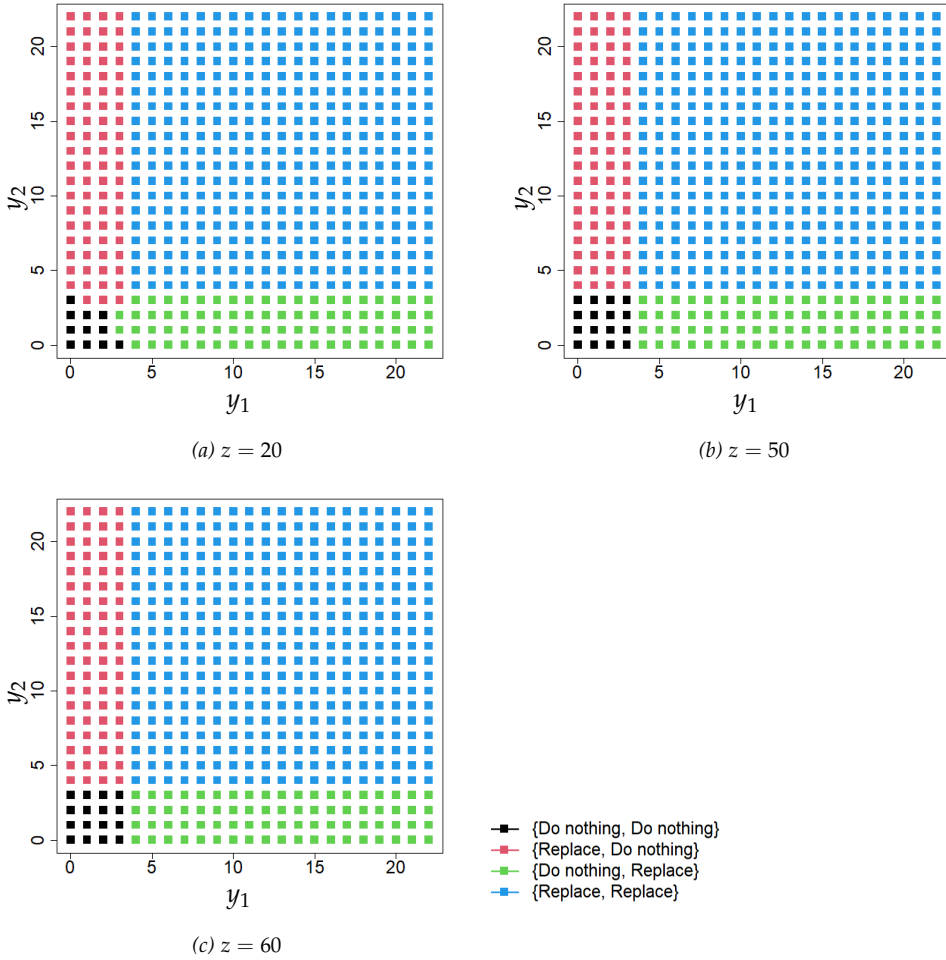 20
15
10
5
0
y2
0 5 10 15 20
y1
(a) z = 20
20
15
10
5
0
y2
0 5 10 15 20
y1
(b) z = 50
20
15
10
5
0
y2
0 5 10 15 20
y1
(c) z = 60
{Do nothing, Do nothing}
{Replace, Do nothing}
{Do nothing, Replace}
{Replace, Replace}